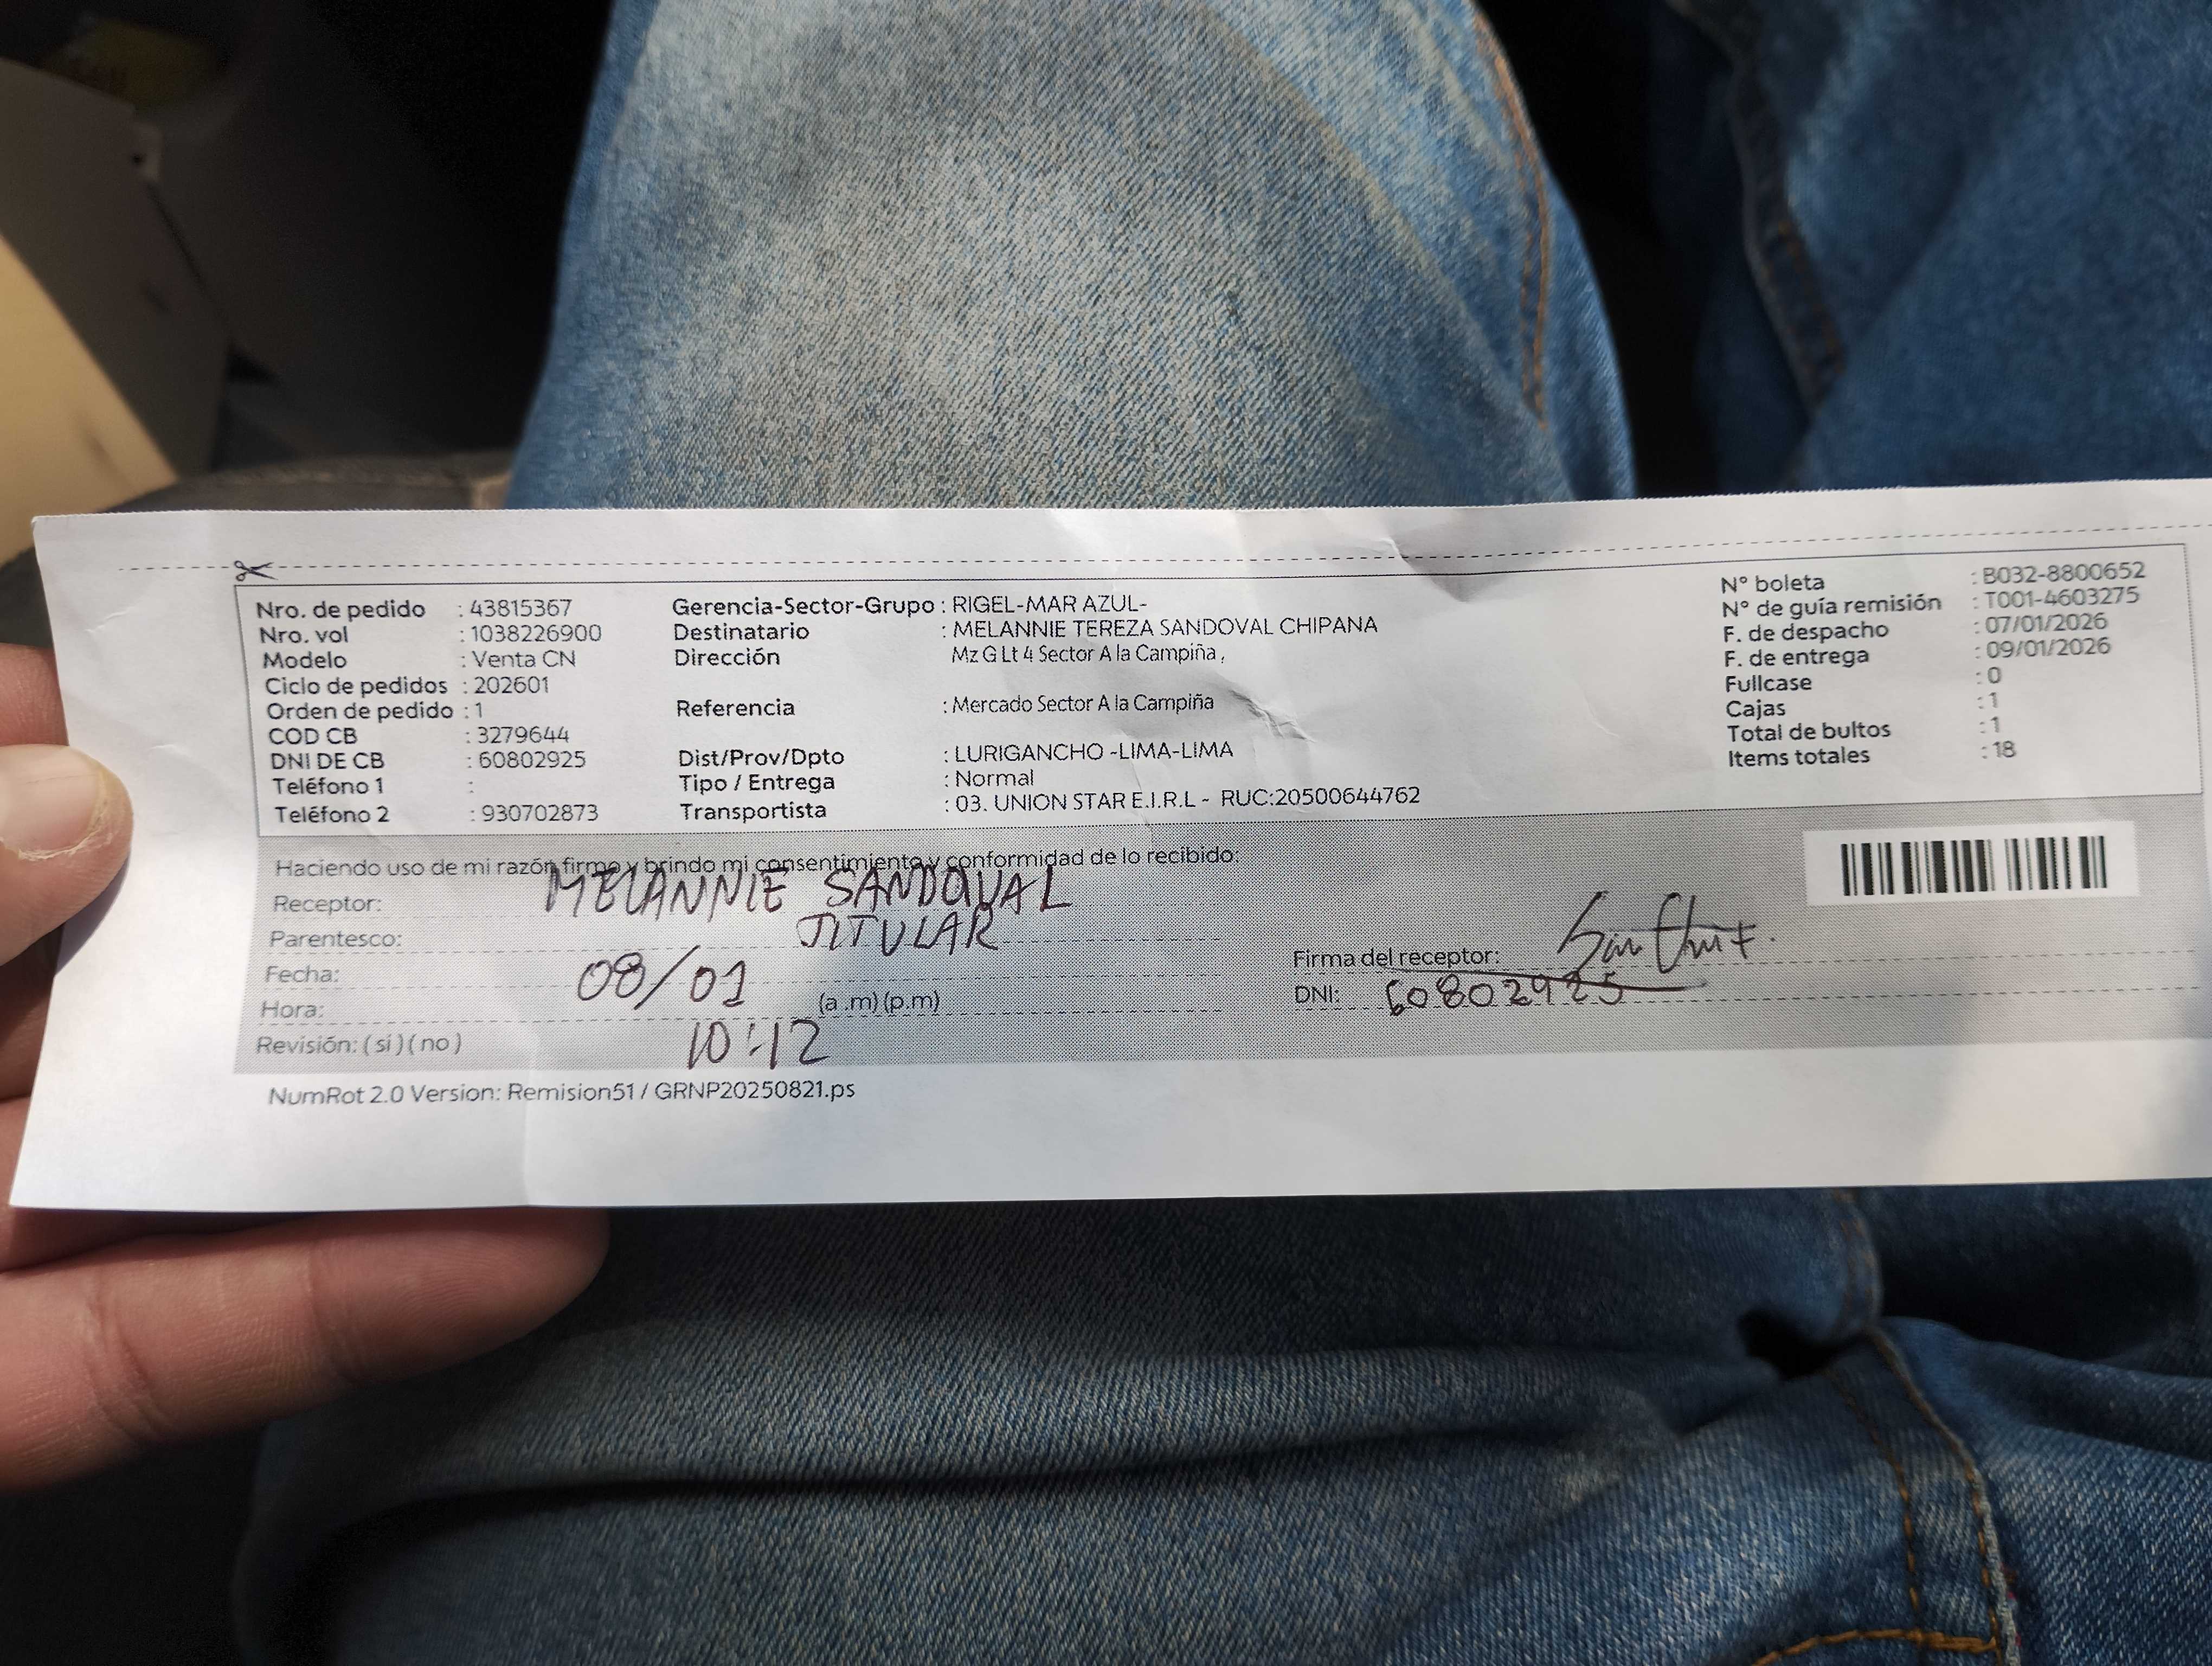 Nro. de pedido : 43815367
Nro. vol : 1038226900
Modelo : Venta CN
Ciclo de pedidos : 202601
Orden de pedido : 1
COD CB : 3279644
DNI DE CB : 60802925
Teléfono 1 :
Teléfono 2 : 930702873
Gerencia-Sector-Grupo : RIGEL-MAR AZUL-
Destinatario : MELANNIE TEREZA SANDOVAL CHIPANA
Dirección Mz G Lt 4 Sector A la Campiña ,
Referencia : Mercado Sector A la Campiña
Dist/Prov/Dpto : LURIGANCHO -LIMA-LIMA
Tipo / Entrega : Normal
Transportista : 03. UNION STAR E.I.R.L - RUC:20500644762
N° boleta : B032-8800652
N° de guía remisión : T001-4603275
F. de despacho : 07/01/2026
F. de entrega : 09/01/2026
Fullcase : 0
Cajas : 1
Total de bultos : 1
Items totales : 18
Haciendo uso de mi razón firmo y brindo mi consentimiento y conformidad de lo recibido:
Receptor: MELANNIE SANDOVAL
Parentesco: TITULAR
Fecha: 08/01
Hora: (a .m) (p.m)
10:12
Revisión: ( si ) ( no )
Firma del receptor:
DNI: 60802925
NumRot 2.0 Version: Remision51 / GRNP20250821.ps